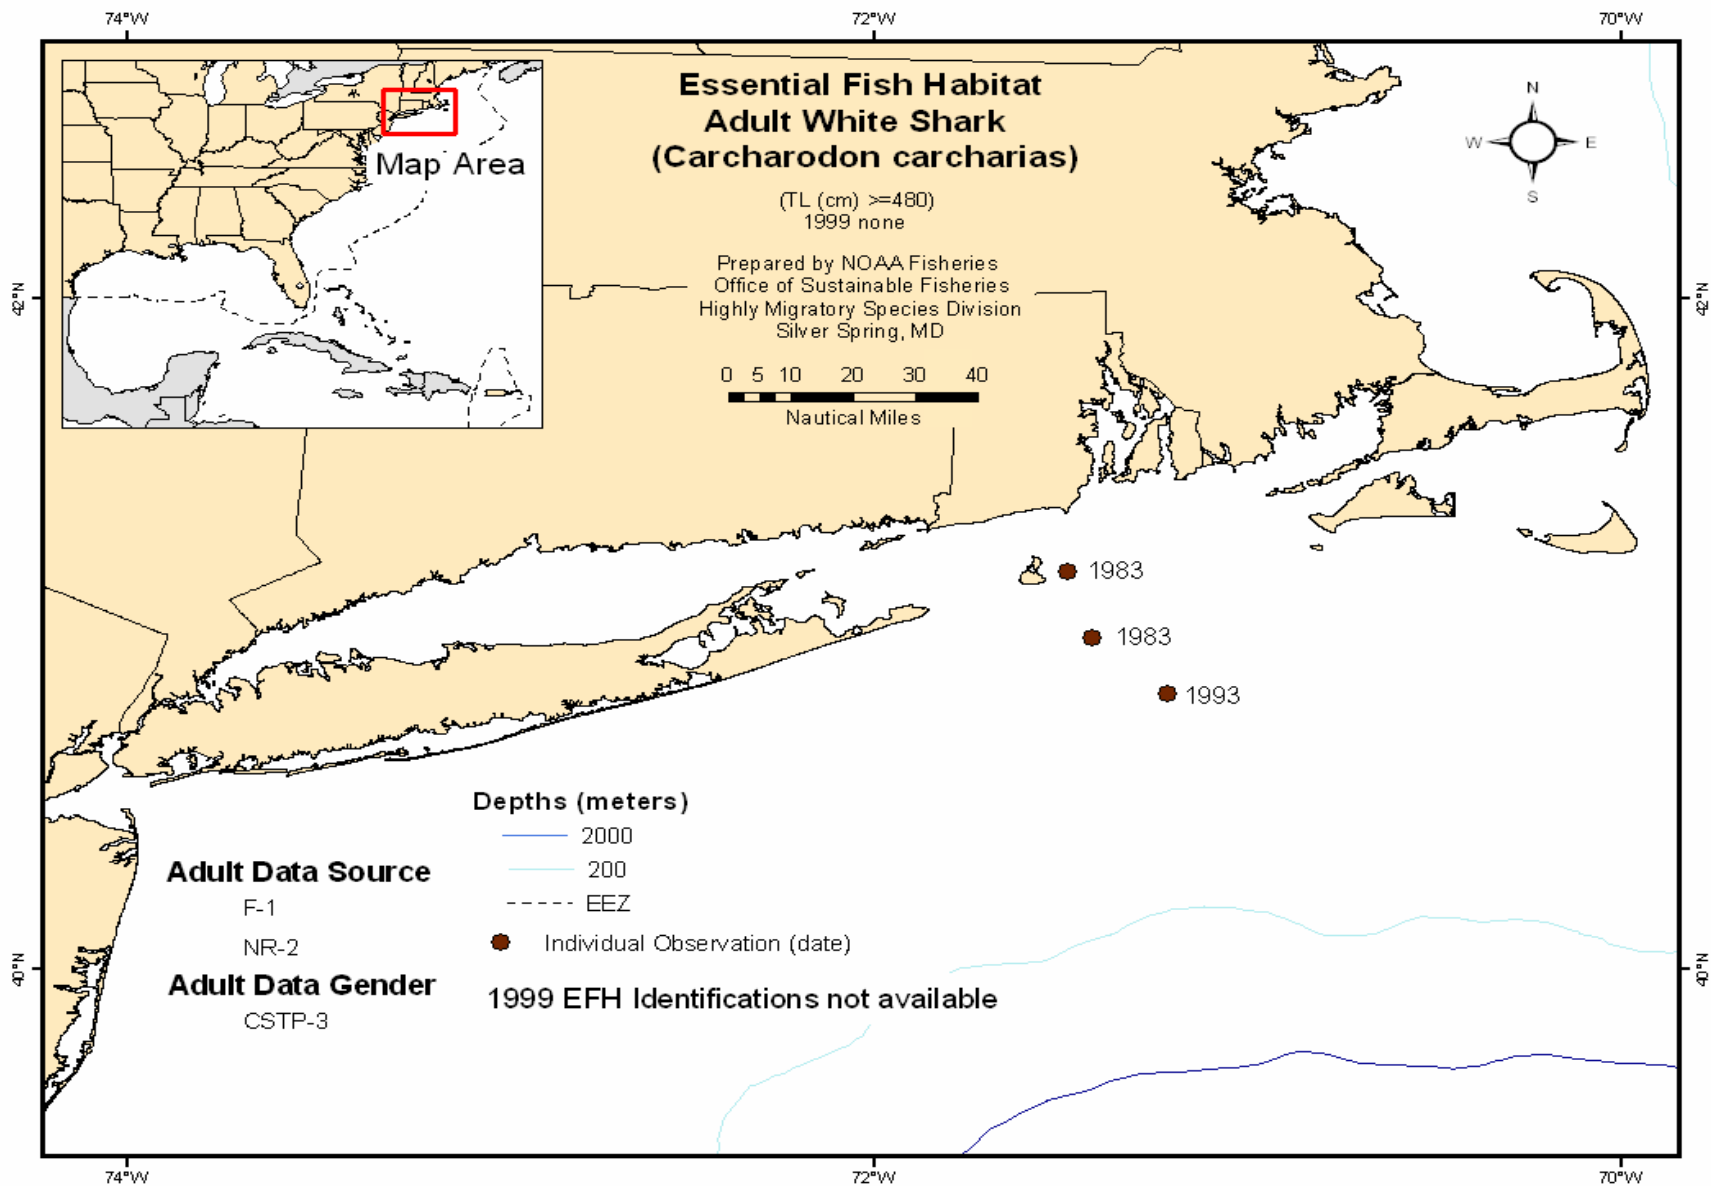 74°W
72°W
70°W
Map Area
Essential Fish Habitat
Adult White Shark
(Carcharodon carcharias)
(TL (cm) >=480)
1999 none
Prepared by NOAA Fisheries
Office of Sustainable Fisheries
Highly Migratory Species Division
Silver Spring, MD
0 5 10 20 30 40
Nautical Miles
N
W E
S
42°N
42°N
1983
1983
1993
Depths (meters)
2000
200
EEZ
Individual Observation (date)
1999 EFH Identifications not available
Adult Data Source
F-1
NR-2
Adult Data Gender
CSTP-3
40°N
40°N
74°W
72°W
70°W